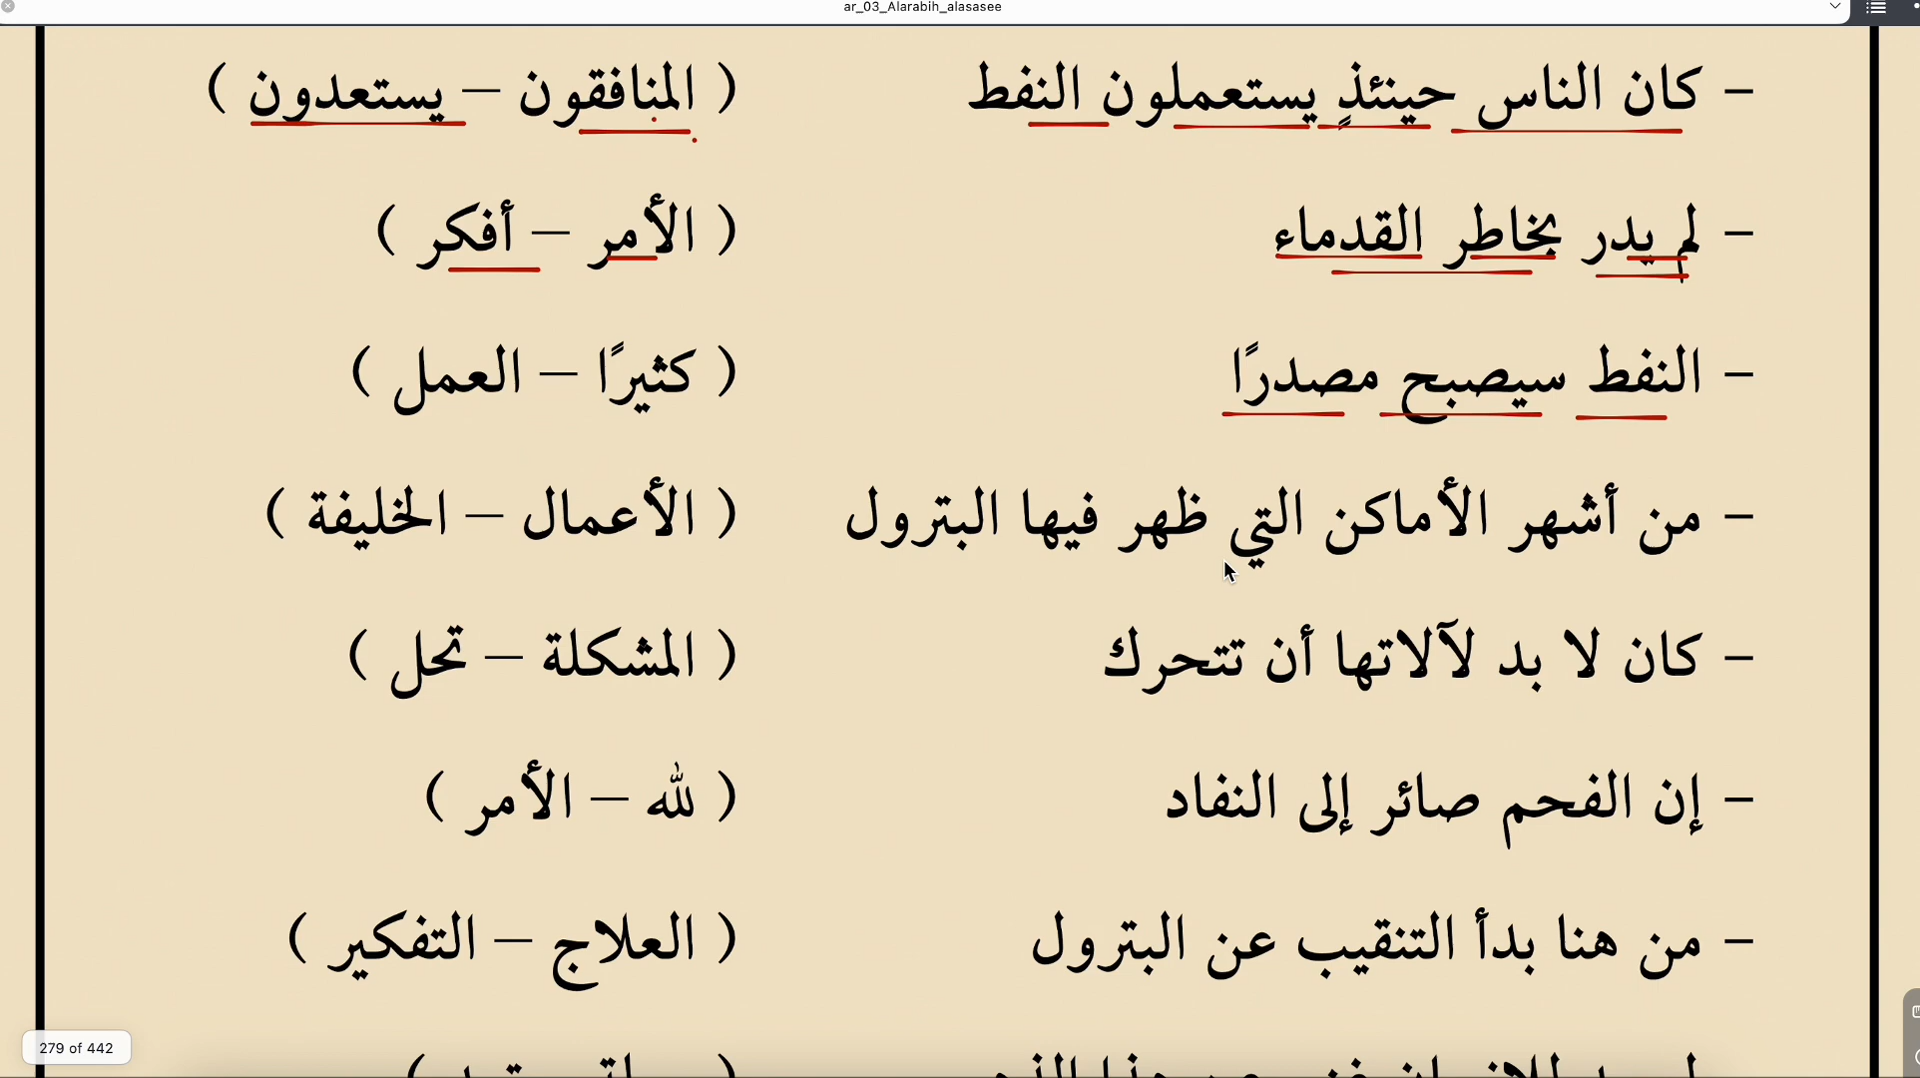 ar_03_Alarabih_alasasee
– كان الناس حينئذٍ يستعملون النفط ( المنافقون – يستعدون )
– لم يدر بخاطر القدماء ( الأمر – أفكر )
– النفط سيصبح مصدرًا ( كثيرًا – العمل )
– من أشهر الأماكن التي ظهر فيها البترول ( الأعمال – الخليفة )
– كان لا بد لآلاتها أن تتحرك ( المشكلة – تحل )
– إن الفحم صائر إلى النفاد ( لله – الأمر )
– من هنا بدأ التنقيب عن البترول ( العلاج – التفكير )
279 of 442